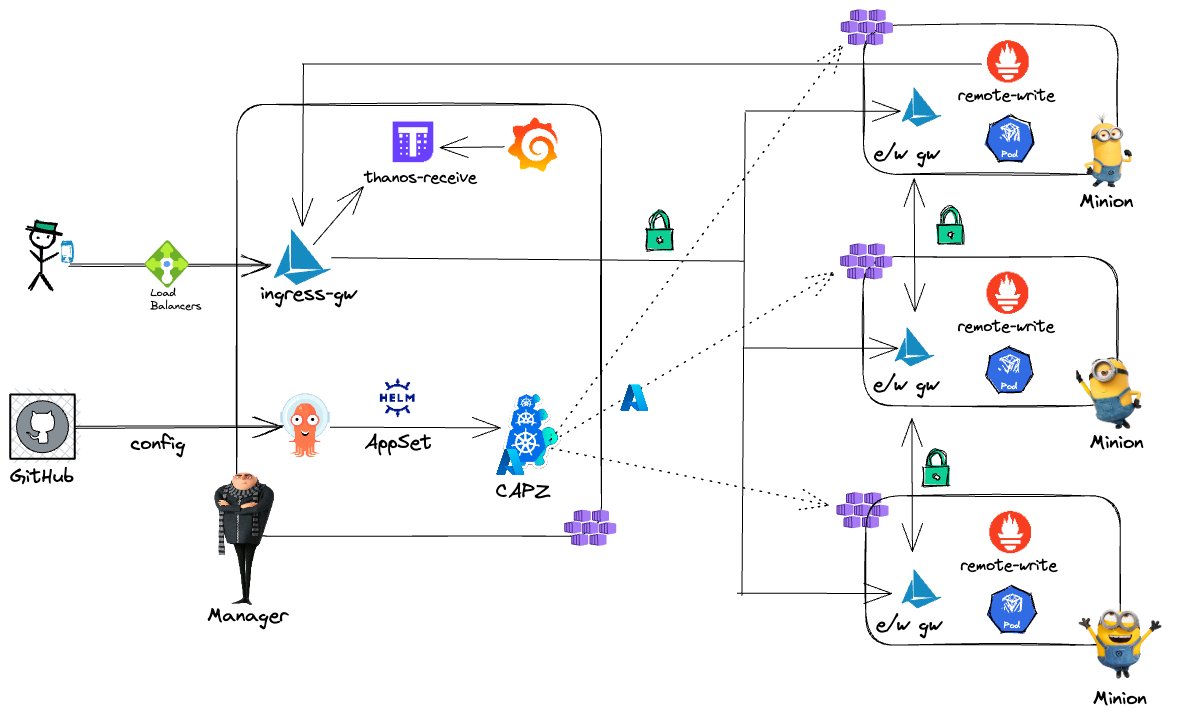 remote-write
e/w gw
Pod
Minion
T
thanos-receive
Load
Balancers
ingress-gw
remote-write
e/w gw
Pod
Minion
GitHub
config
HELM
AppSet
CAPZ
Manager
remote-write
e/w gw
Pod
Minion